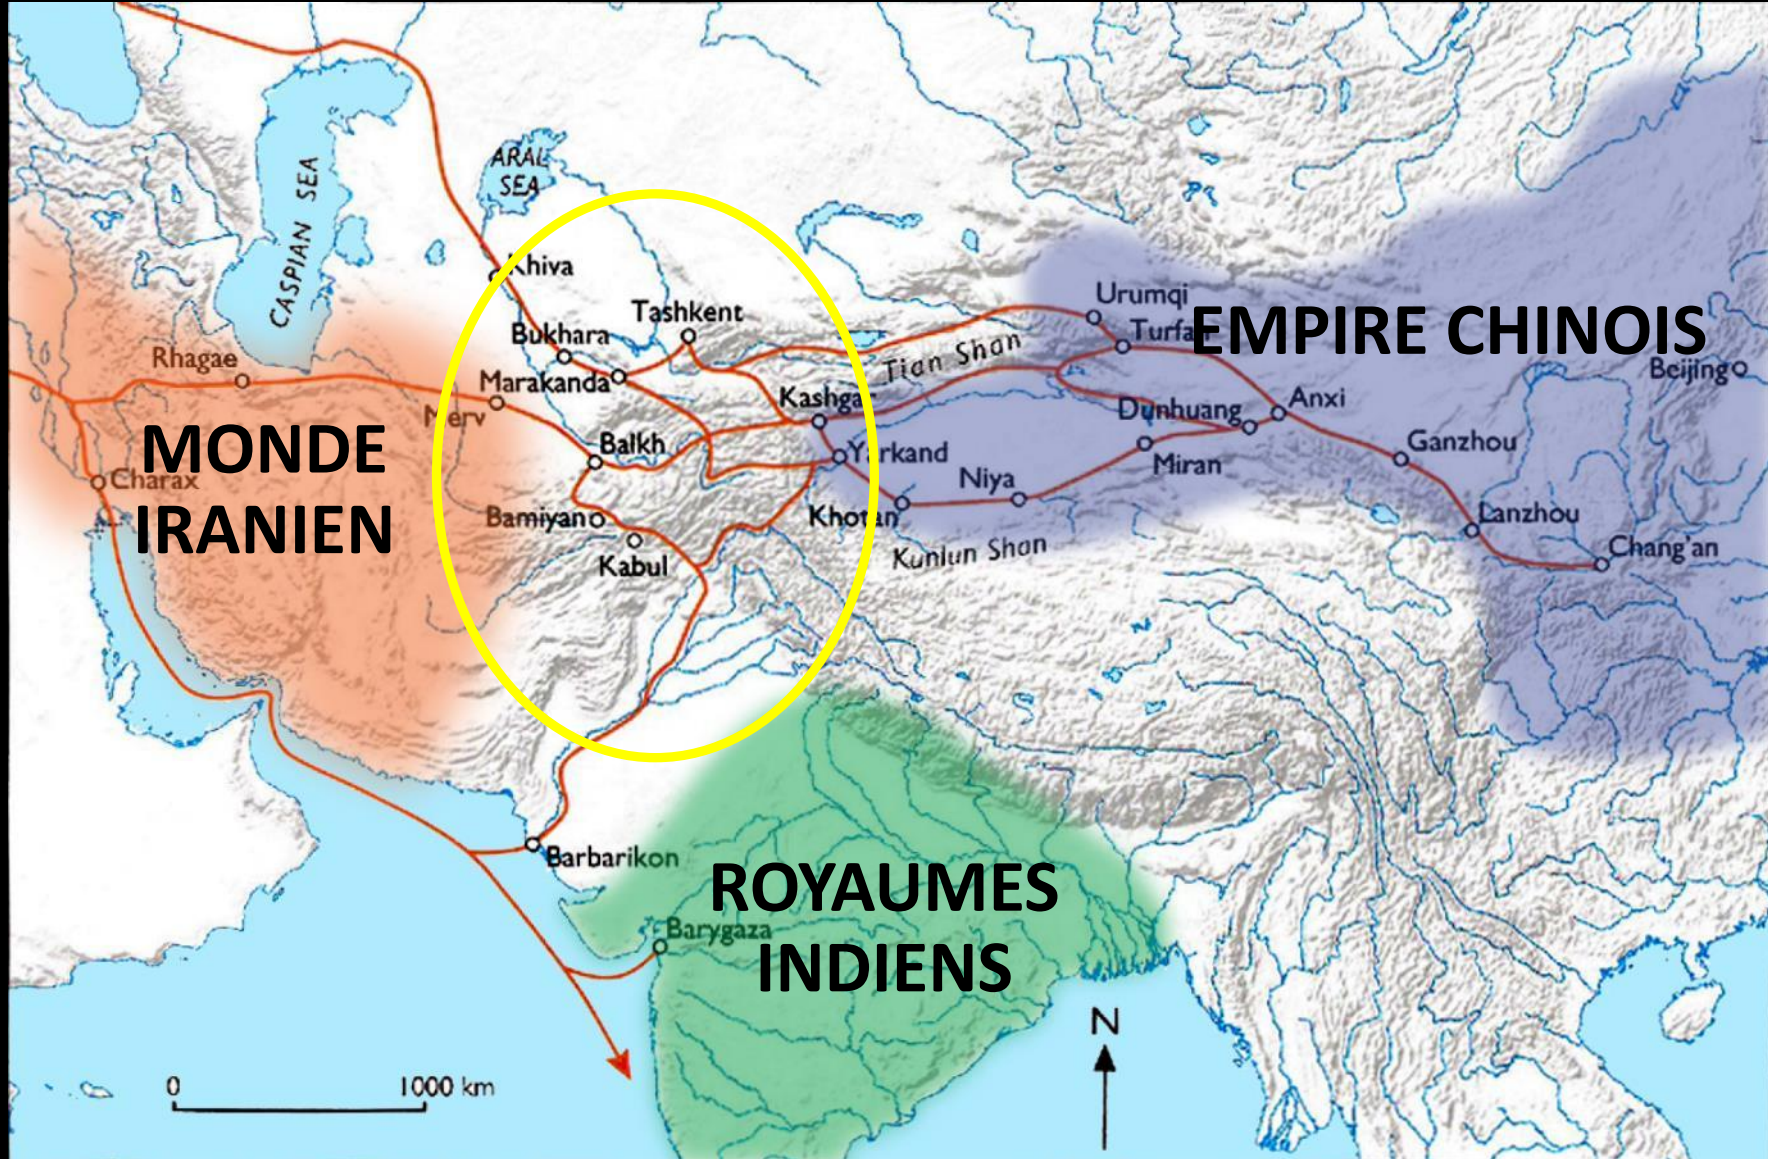 CASPIAN SEA
ARAL
SEA
Khiva
Tashkent
Bukhara
Marakanda
Rhagae
Merv
MONDE
IRANIEN
Charax
Balkh
Bamiyan
Kabul
Kashga
Yarkand
Khotan
Niya
Tian Shan
Kunlun Shan
Urumqi
Turfa
EMPIRE CHINOIS
Beijing
Dunhuang
Anxi
Miran
Ganzhou
Lanzhou
Chang'an
Barbarikon
ROYAUMES
INDIENS
Barygaza
N
0 1000 km